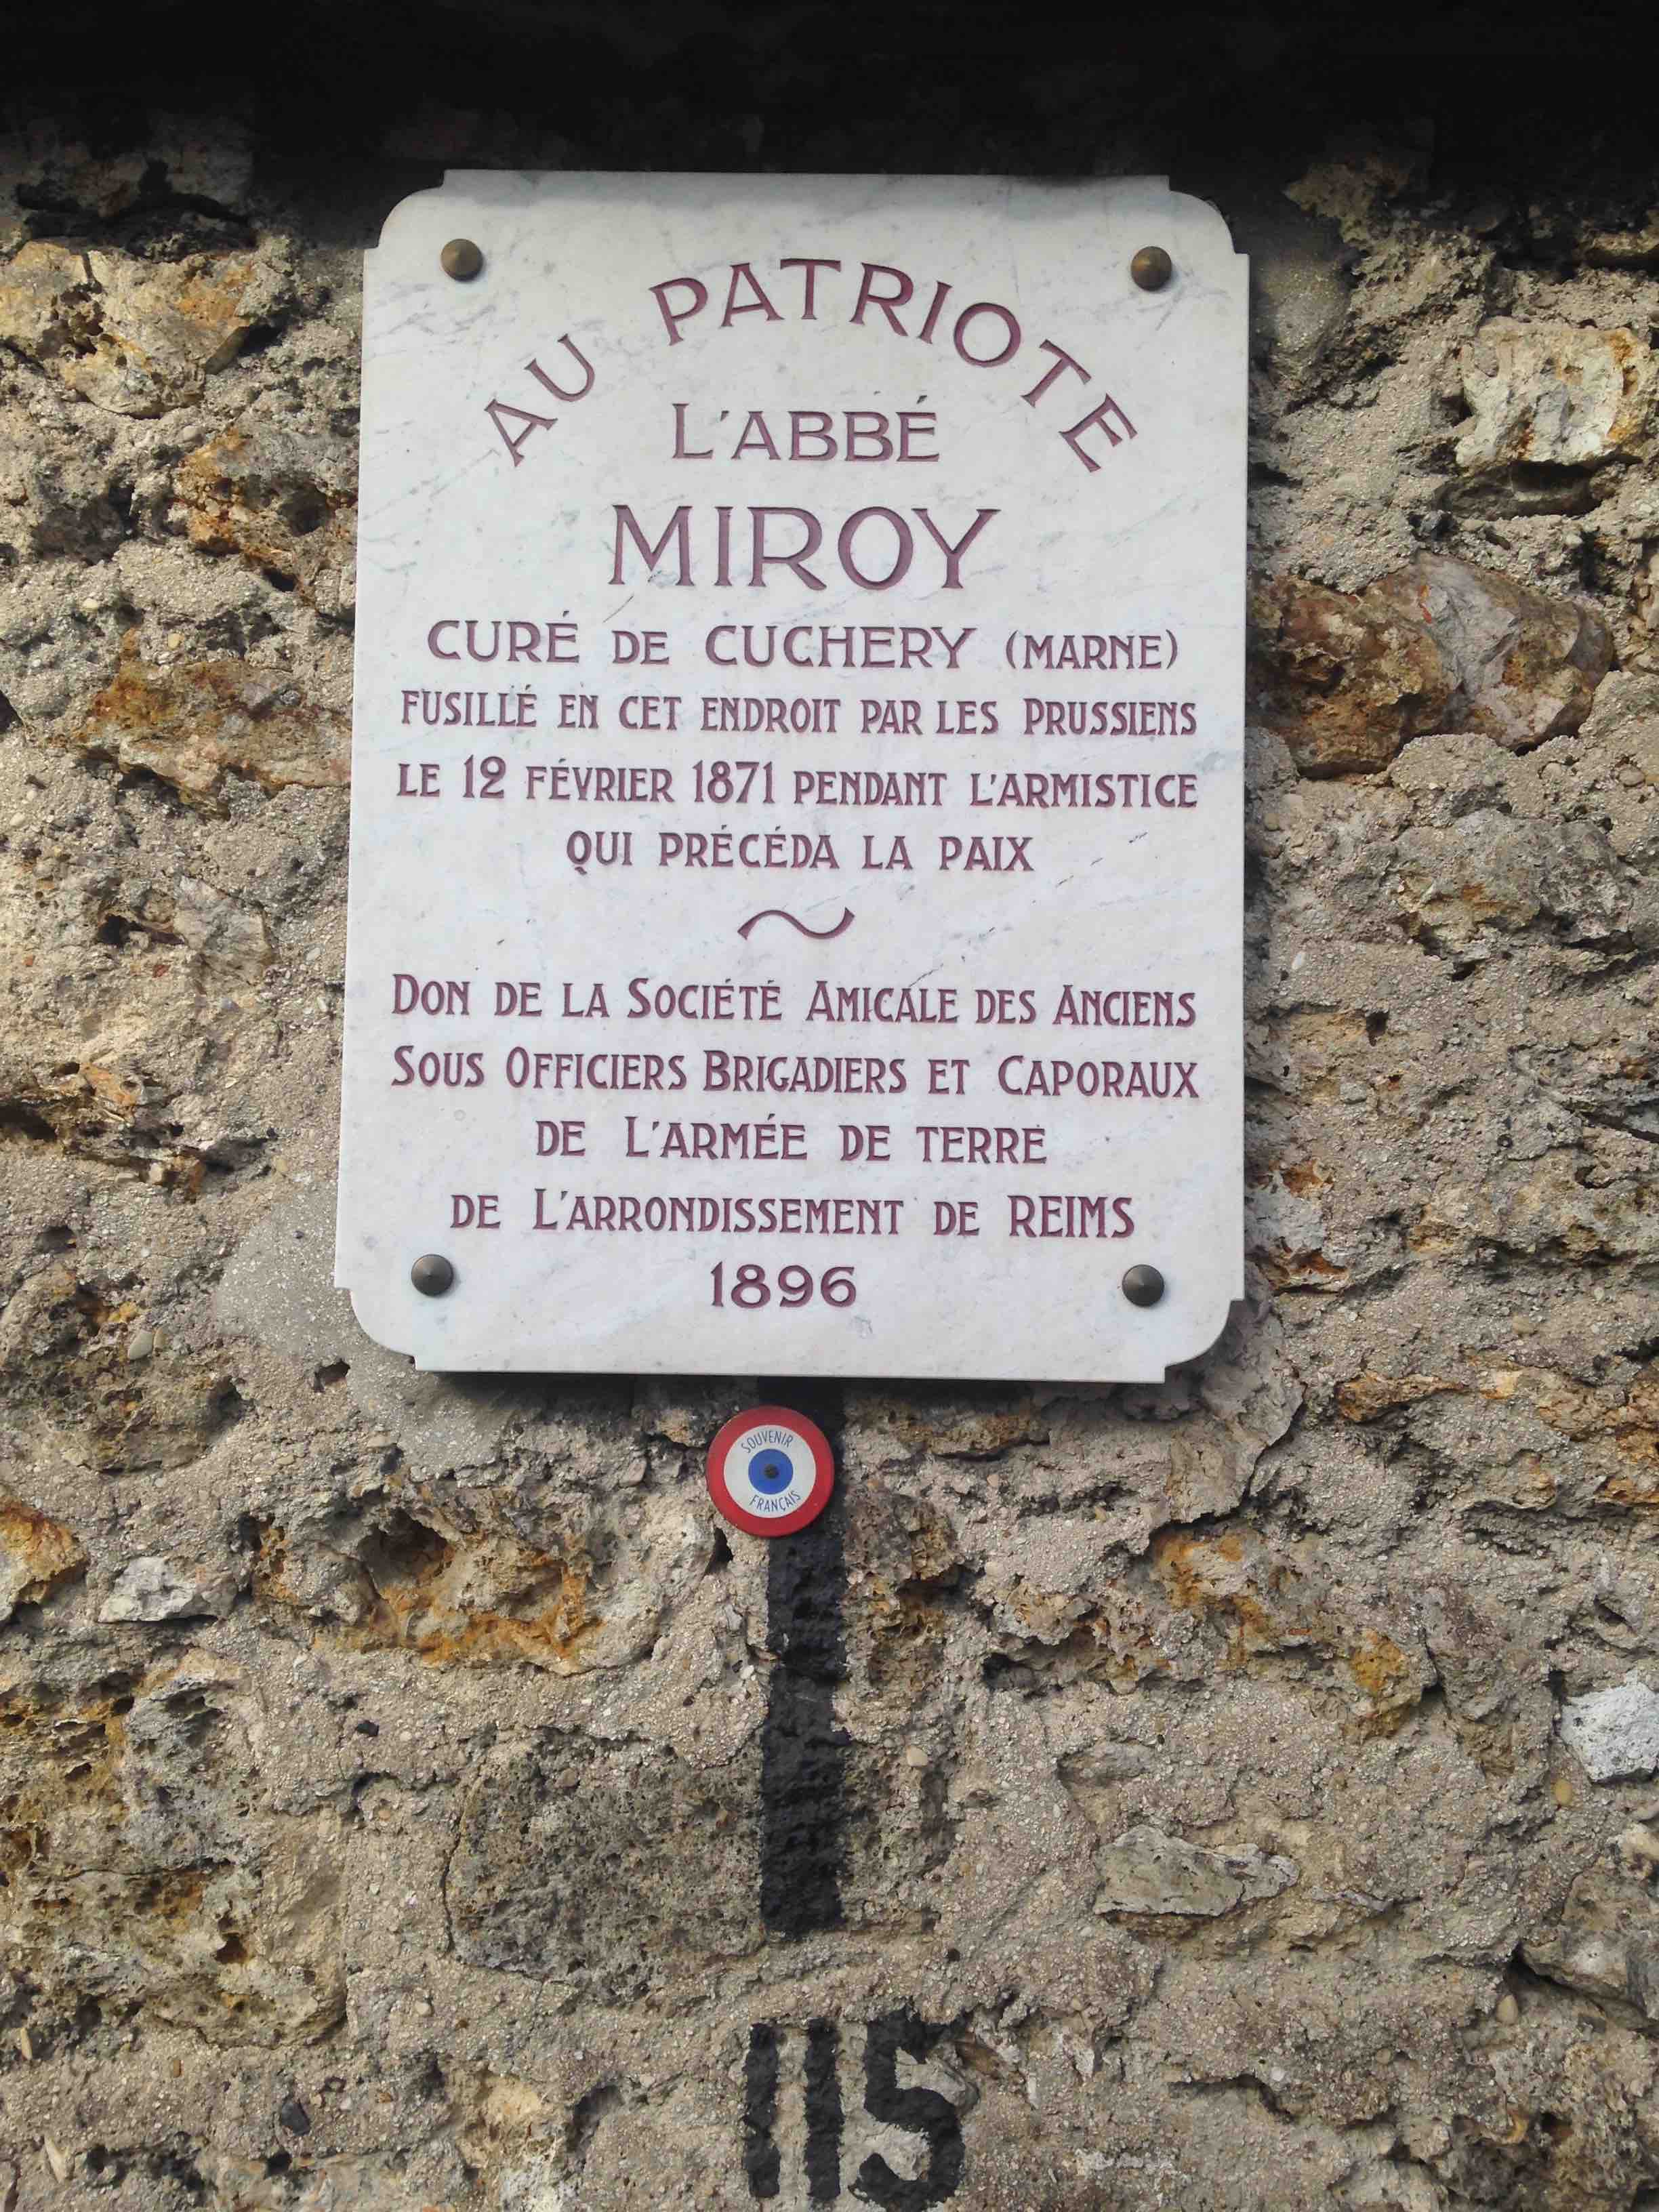 AU PATRIOTE
L'ABBÉ
MIROY
CURÉ DE CUCHERY (MARNE)
FUSILLÉ EN CET ENDROIT PAR LES PRUSSIENS
LE 12 FÉVRIER 1871 PENDANT L'ARMISTICE
QUI PRÉCÉDA LA PAIX
DON DE LA SOCIÉTÉ AMICALE DES ANCIENS
SOUS OFFICIERS BRIGADIERS ET CAPORAUX
DE L'ARMÉE DE TERRE
DE L'ARRONDISSEMENT DE REIMS
1896
SOUVENIR
FRANÇAIS
115